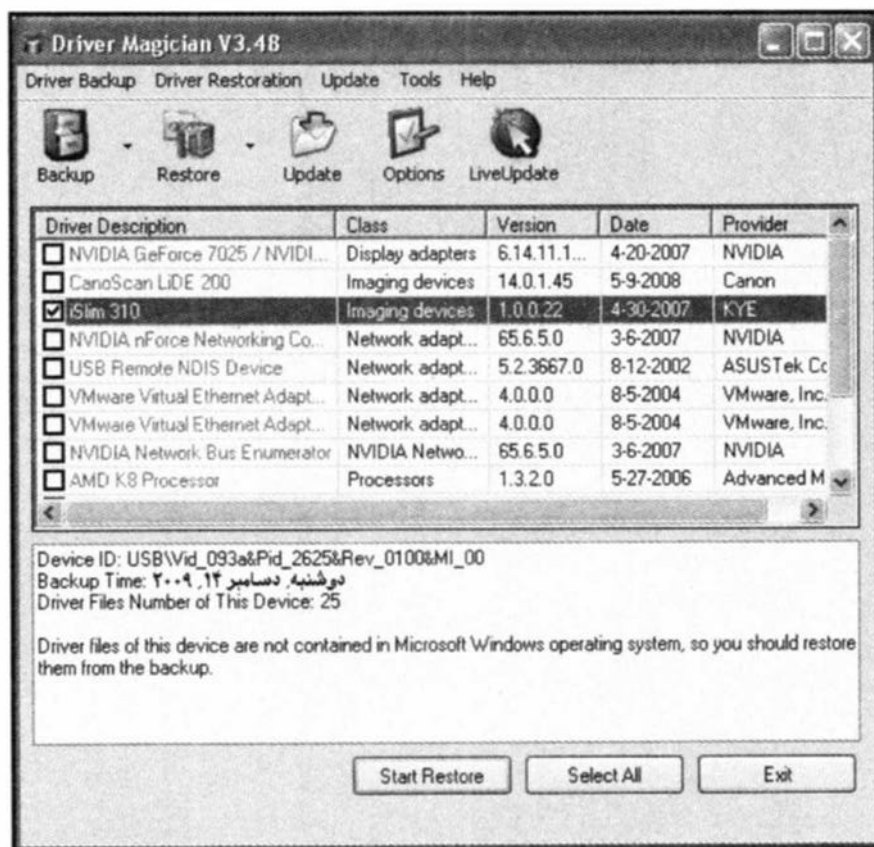 Driver Magician V3.48
Driver Backup Driver Restoration Update Tools Help
Backup Restore Update Options LiveUpdate
Driver Description Class Version Date Provider
NVIDIA GeForce 7025 / NVIDI... Display adapters 6.14.11.1... 4-20-2007 NVIDIA
CanoScan LiDE 200 Imaging devices 14.0.1.45 5-9-2008 Canon
iSlim 310 Imaging devices 1.0.0.22 4-30-2007 KYE
NVIDIA nForce Networking Co... Network adapt... 65.6.5.0 3-6-2007 NVIDIA
USB Remote NDIS Device Network adapt... 5.2.3667.0 8-12-2002 ASUSTek Co
VMware Virtual Ethernet Adapt... Network adapt... 4.0.0.0 8-5-2004 VMware, Inc.
VMware Virtual Ethernet Adapt... Network adapt... 4.0.0.0 8-5-2004 VMware, Inc.
NVIDIA Network Bus Enumerator NVIDIA Netwo... 65.6.5.0 3-6-2007 NVIDIA
AMD K8 Processor Processors 1.3.2.0 5-27-2006 Advanced M
Device ID: USB\Vid_093a&Pid_2625&Rev_0100&MI_00
Backup Time: دوشنبه, دسامبر ۱۴, ۲۰۰۹
Driver Files Number of This Device: 25
Driver files of this device are not contained in Microsoft Windows operating system, so you should restore
them from the backup.
Start Restore Select All Exit